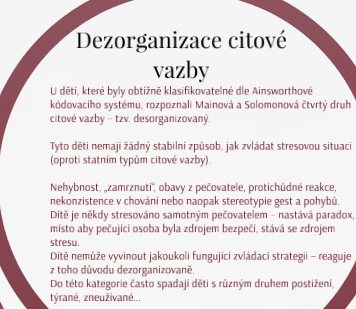 Dezorganizace citové
vazby
U dětí, které byly obtížně klasifikovatelné dle Ainsworthové
kódovacího systému, rozpoznali Mainová a Solomonová čtvrtý druh
citové vazby – tzv. desorganizovaný.
Tyto děti nemají žádný stabilní způsob, jak zvládat stresovou situaci
(oproti statním typům citové vazby).
Nehybnost, „zamrznutí", obavy z pečovatele, protichůdné reakce,
nekonzistence v chování nebo naopak stereotypie gest a pohybů.
Dítě je někdy stresováno samotným pečovatelem – nastává paradox,
misto aby pečující osoba byla zdrojem bezpečí, stává se zdrojem
stresu.
Dítě nemůže vyvinout jakoukoli fungující zvládací strategii – reaguje
z toho důvodu dezorganizovaně.
Do této kategorie často spadají děti s různým druhem postižení,
týrané, zneužívané...